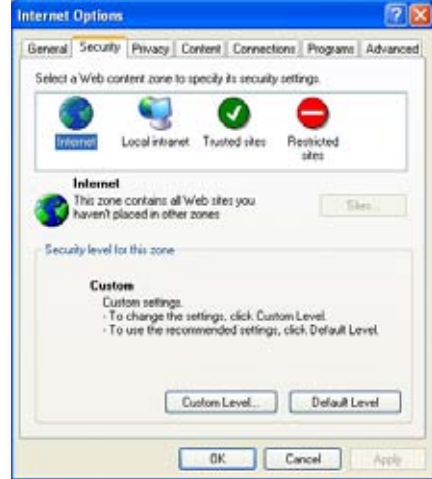 Internet Options
General Security Privacy Content Connections Programs Advanced
Select a Web content zone to specify its security settings.
Internet Local intranet Trusted sites Restricted sites
Internet
This zone contains all Web sites you
haven't placed in other zones
Sites...
Security level for this zone
Custom
Custom settings.
- To change the settings, click Custom Level.
- To use the recommended settings, click Default Level.
Custom Level... Default Level
OK Cancel Apply